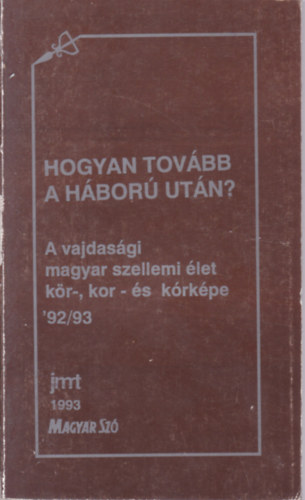 HOGYAN TOVÁBB
A HÁBORÚ UTÁN?
A vajdasági
magyar szellemi élet
kör-, kor - és kórképe
'92/93
jmt
1993
MAGYAR SZÓ